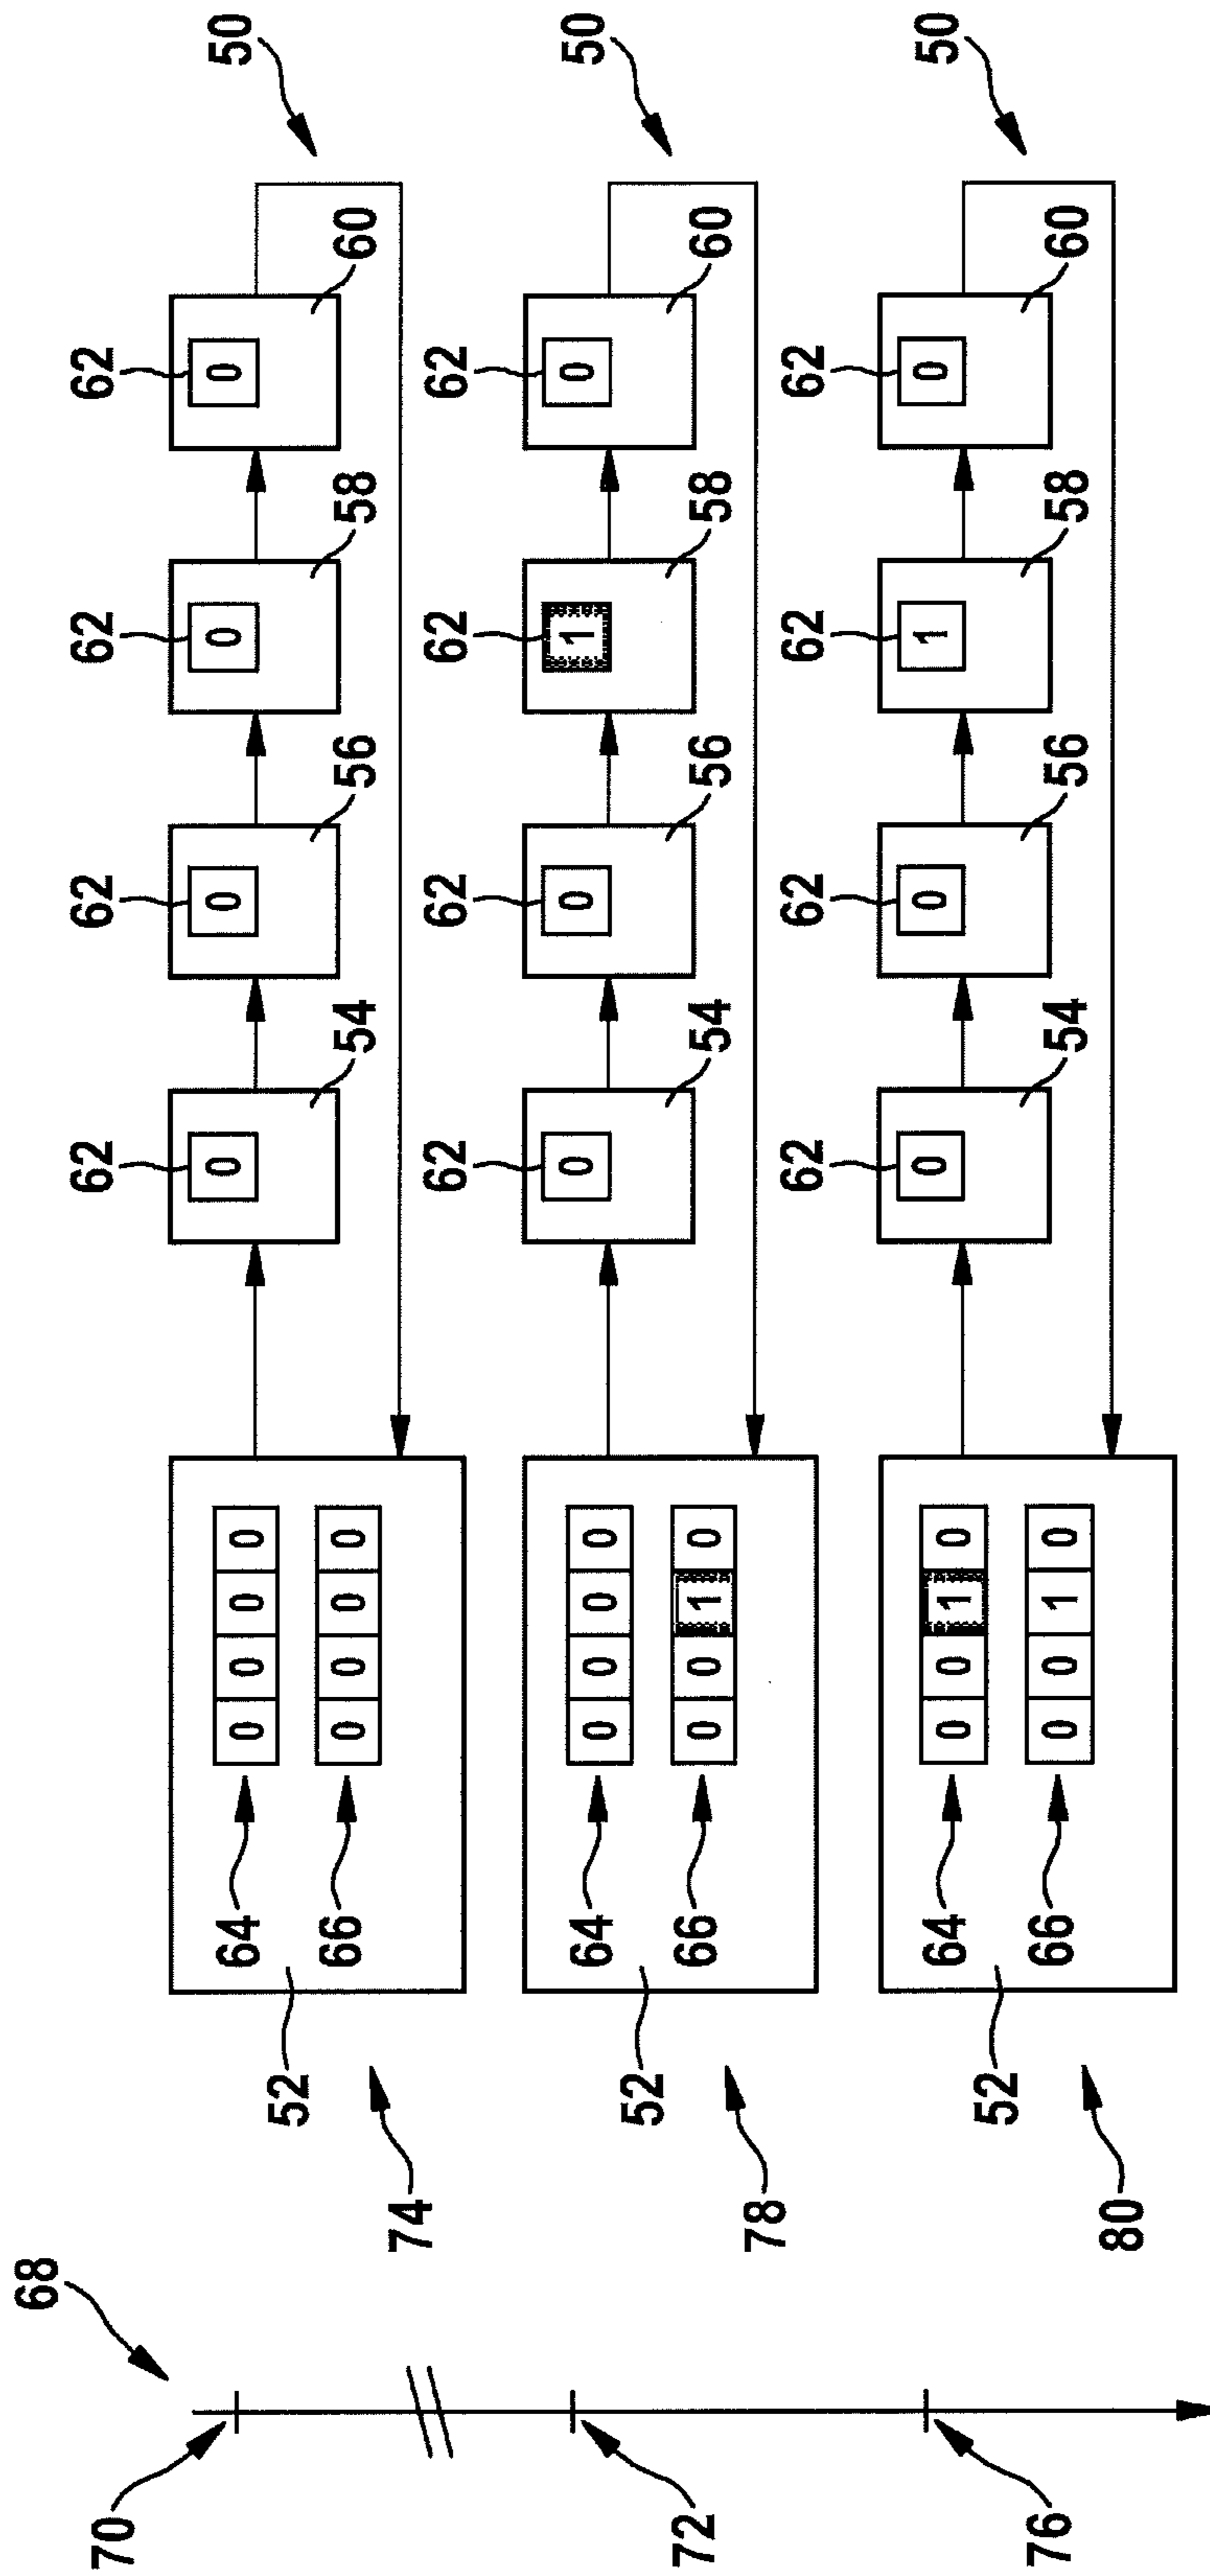 68
62 62 62 62
70
64 0 0 0 0 0 0 0 0 50
52
66 0 0 0 0 54 56 58 60
74
62 62 62 62
64 0 0 0 0 0 0 1 0 50
52
72 66 0 0 1 0 54 56 58 60
78
62 62 62 62
64 0 0 1 0 0 0 1 0 50
52
76 66 0 0 1 0 54 56 58 60
80